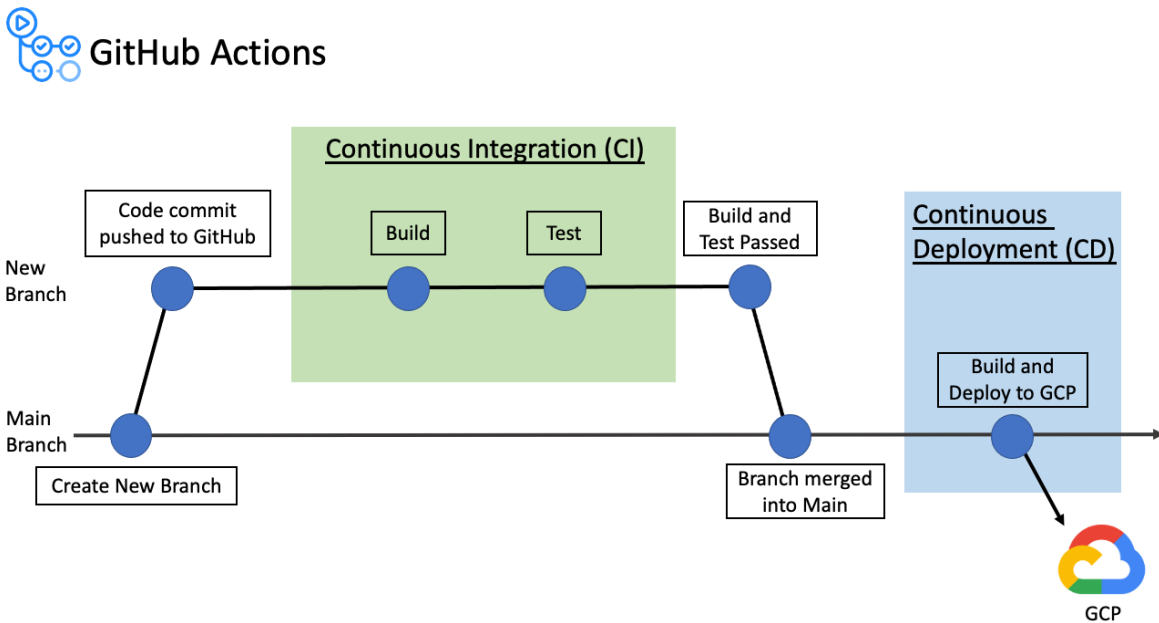 GitHub Actions
Continuous Integration (CI)
Code commit
pushed to GitHub
Build
Test
Build and
Test Passed
Continuous
Deployment (CD)
New
Branch
Build and
Deploy to GCP
Main
Branch
Create New Branch
Branch merged
into Main
GCP